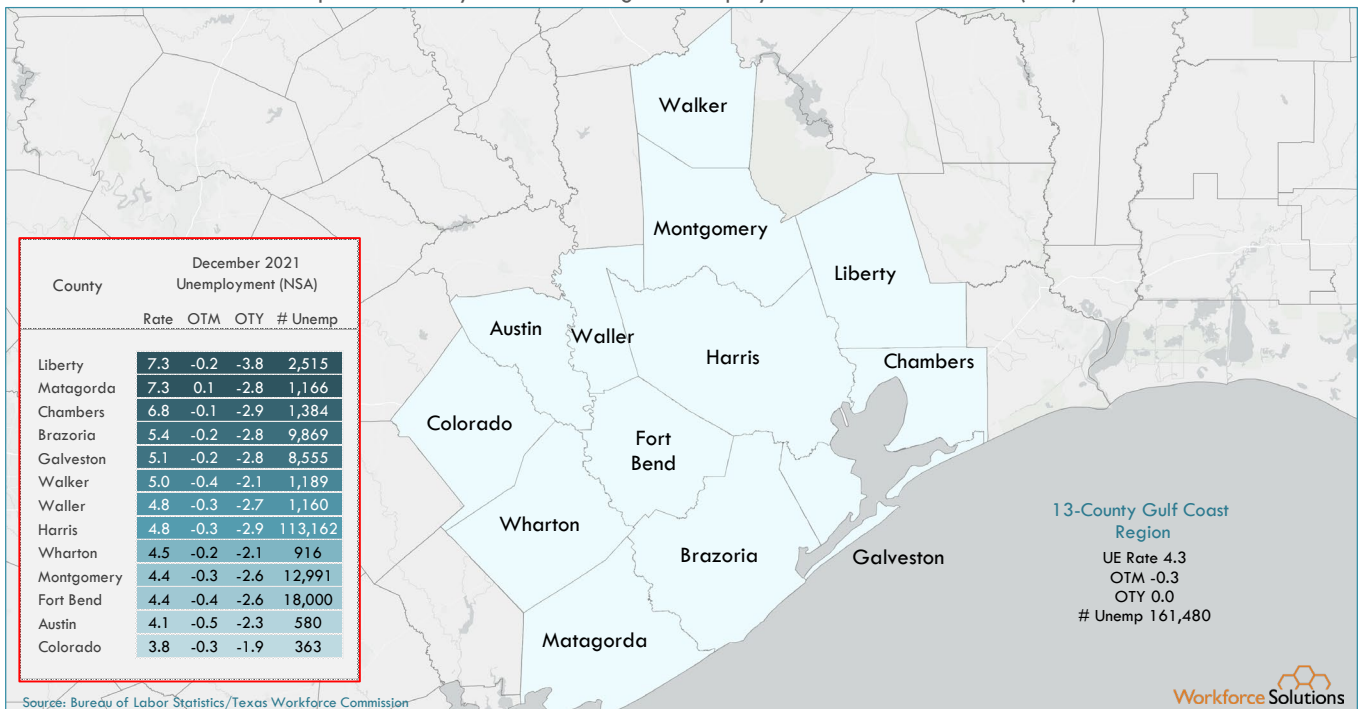 Walker
Montgomery
Liberty
Austin
Waller
Harris
Chambers
Colorado
Fort
Bend
Wharton
Brazoria
Galveston
Matagorda
County
December 2021
Unemployment (NSA)
Rate OTM OTY # Unemp
Liberty 7.3 -0.2 -3.8 2,515
Matagorda 7.3 0.1 -2.8 1,166
Chambers 6.8 -0.1 -2.9 1,384
Brazoria 5.4 -0.2 -2.8 9,869
Galveston 5.1 -0.2 -2.8 8,555
Walker 5.0 -0.4 -2.1 1,189
Waller 4.8 -0.3 -2.7 1,160
Harris 4.8 -0.3 -2.9 113,162
Wharton 4.5 -0.2 -2.1 916
Montgomery 4.4 -0.3 -2.6 12,991
Fort Bend 4.4 -0.4 -2.6 18,000
Austin 4.1 -0.5 -2.3 580
Colorado 3.8 -0.3 -1.9 363
13-County Gulf Coast
Region
UE Rate 4.3
OTM -0.3
OTY 0.0
# Unemp 161,480
Source: Bureau of Labor Statistics/Texas Workforce Commission
Workforce Solutions